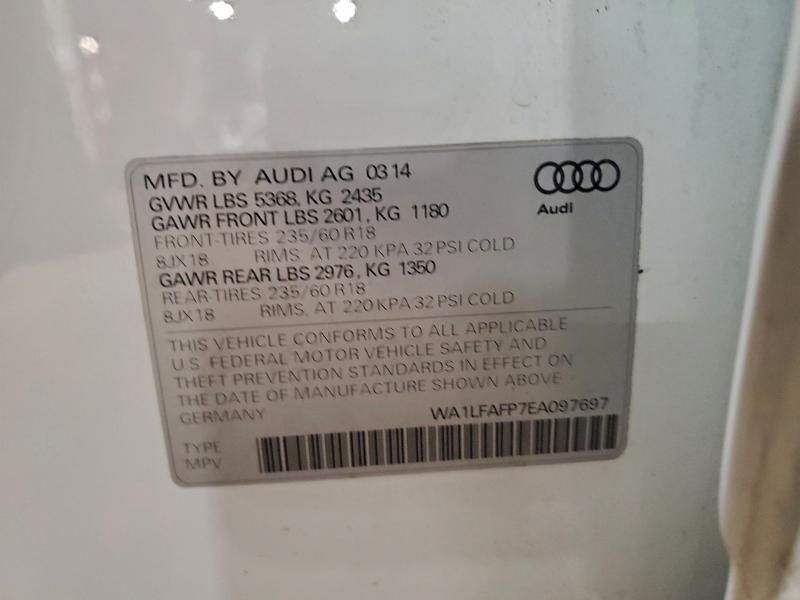 MFD. BY AUDI AG 03 14
GVWR LBS 5368, KG 2435
GAWR FRONT LBS 2601, KG 1180
FRONT-TIRES 235/60 R18
8JX18 RIMS, AT 220 KPA 32 PSI COLD
GAWR REAR LBS 2976, KG 1350
REAR-TIRES 235/60 R18
8JX18 RIMS, AT 220 KPA 32 PSI COLD
Audi
THIS VEHICLE CONFORMS TO ALL APPLICABLE
U.S. FEDERAL MOTOR VEHICLE SAFETY AND
THEFT PREVENTION STANDARDS IN EFFECT ON
THE DATE OF MANUFACTURE SHOWN ABOVE
GERMANY WA1LFAFP7EA097697
TYPE
MPV